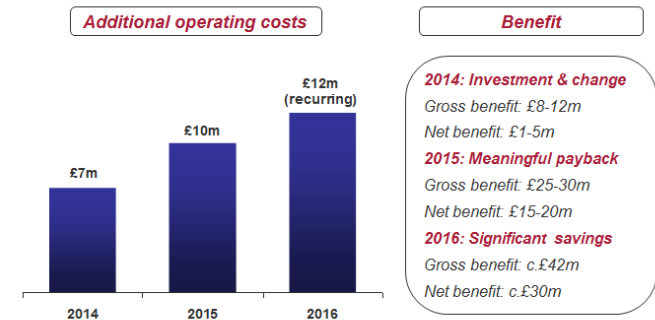 Additional operating costs
£12m
(recurring)
£10m
£7m
2014
2015
2016
Benefit
2014: Investment & change
Gross benefit: £8-12m
Net benefit: £1-5m
2015: Meaningful payback
Gross benefit: £25-30m
Net benefit: £15-20m
2016: Significant savings
Gross benefit: c.£42m
Net benefit: c.£30m